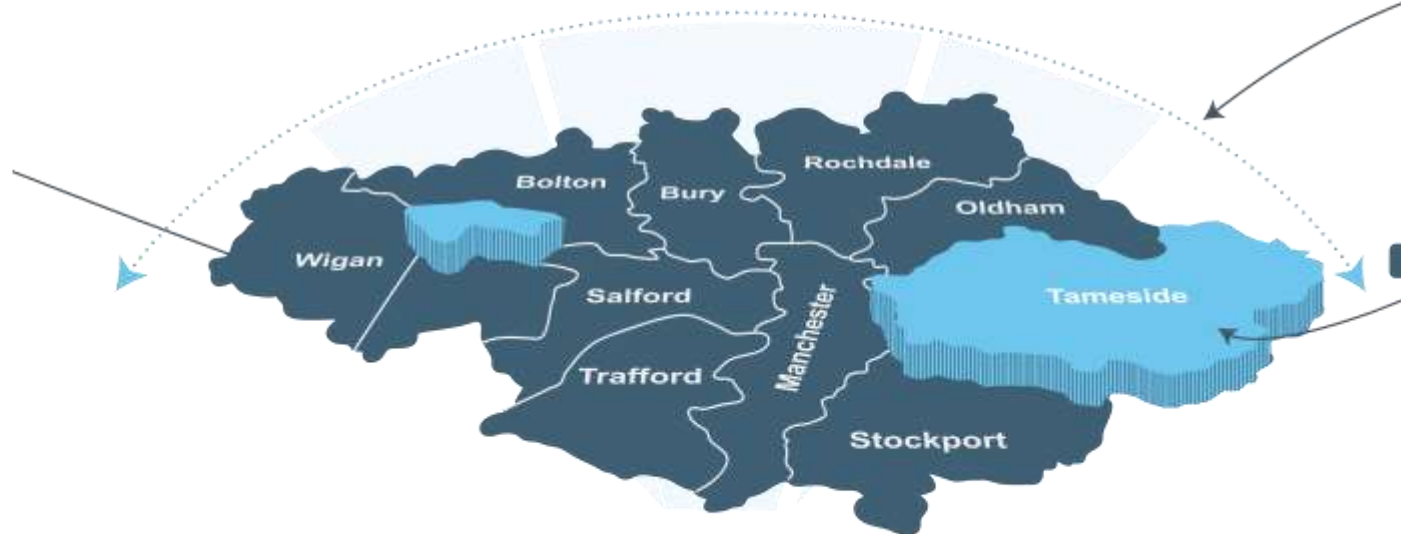 Rochdale
Bolton
Bury
Oldham
Wigan
Salford
Tameside
Manchester
Trafford
Stockport